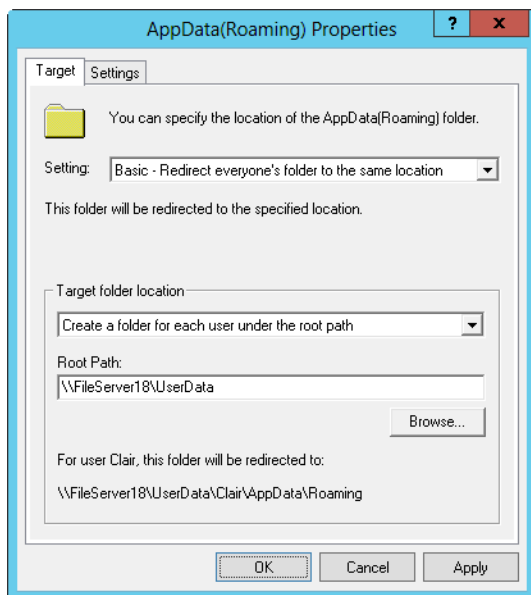 AppData(Roaming) Properties
?
x
Target
Settings
You can specify the location of the AppData(Roaming) folder.
Setting:
Basic - Redirect everyone's folder to the same location
This folder will be redirected to the specified location.
Target folder location
Create a folder for each user under the root path
Root Path:
\\FileServer18\UserData
Browse...
For user Clair, this folder will be redirected to:
\\FileServer18\UserData\Clair\AppData\Roaming
OK
Cancel
Apply